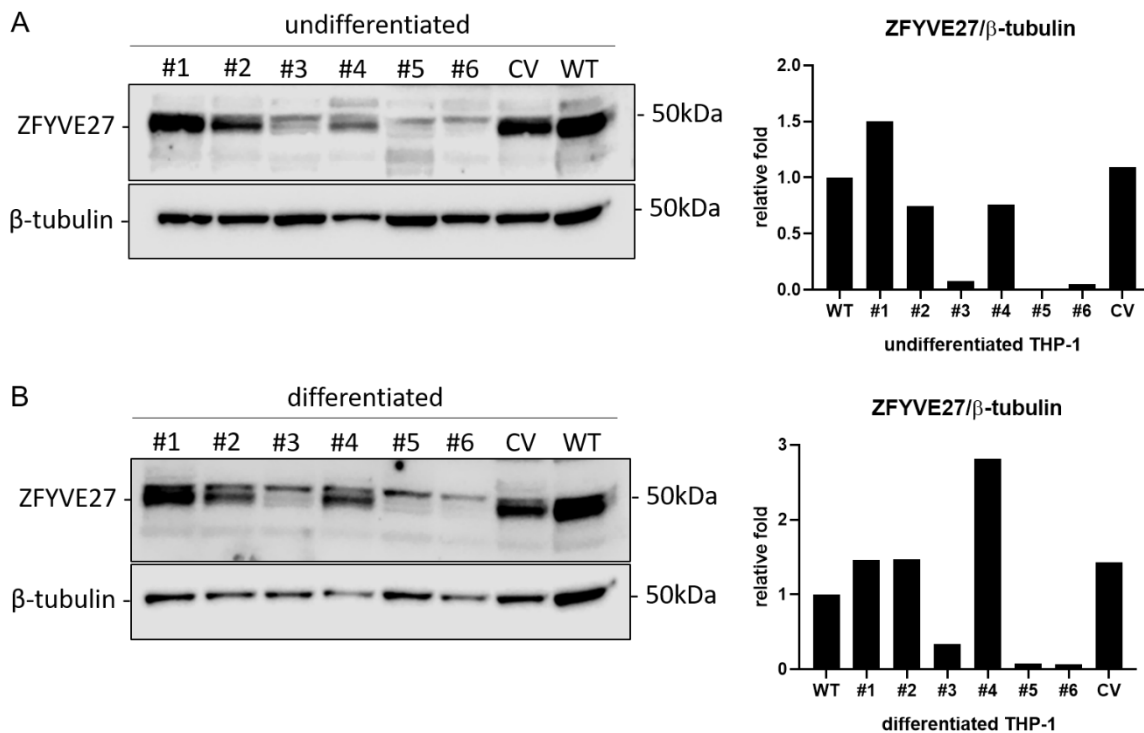 A
undifferentiated
#1 #2 #3 #4 #5 #6 CV WT
ZFYVE27
50kDa
β-tubulin
50kDa
ZFYVE27/β-tubulin
relative fold
2.0
1.5
1.0
0.5
0.0
WT #1 #2 #3 #4 #5 #6 CV
undifferentiated THP-1
B
differentiated
#1 #2 #3 #4 #5 #6 CV WT
ZFYVE27
50kDa
β-tubulin
50kDa
ZFYVE27/β-tubulin
relative fold
3
2
1
0
WT #1 #2 #3 #4 #5 #6 CV
differentiated THP-1